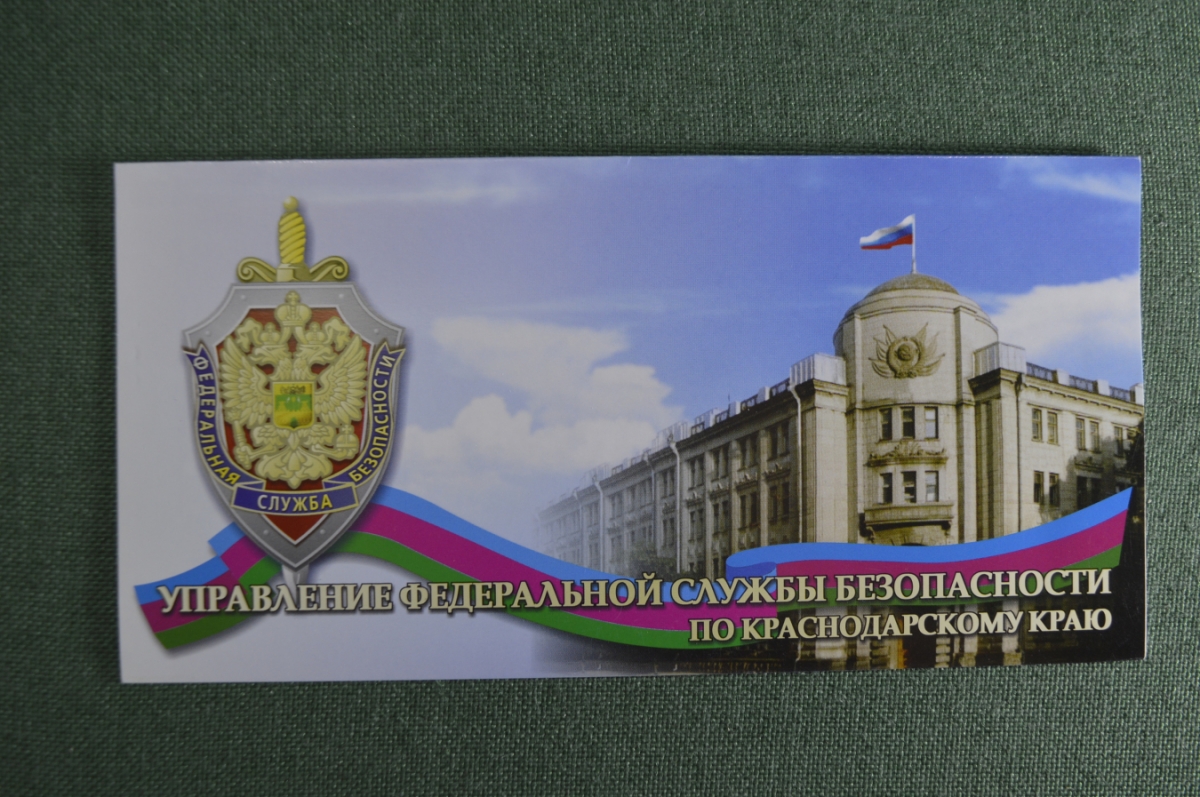 ФЕДЕРАЛЬНАЯ
СЛУЖБА
БЕЗОПАСНОСТИ
УПРАВЛЕНИЕ ФЕДЕРАЛЬНОЙ СЛУЖБЫ БЕЗОПАСНОСТИ
ПО КРАСНОДАРСКОМУ КРАЮ